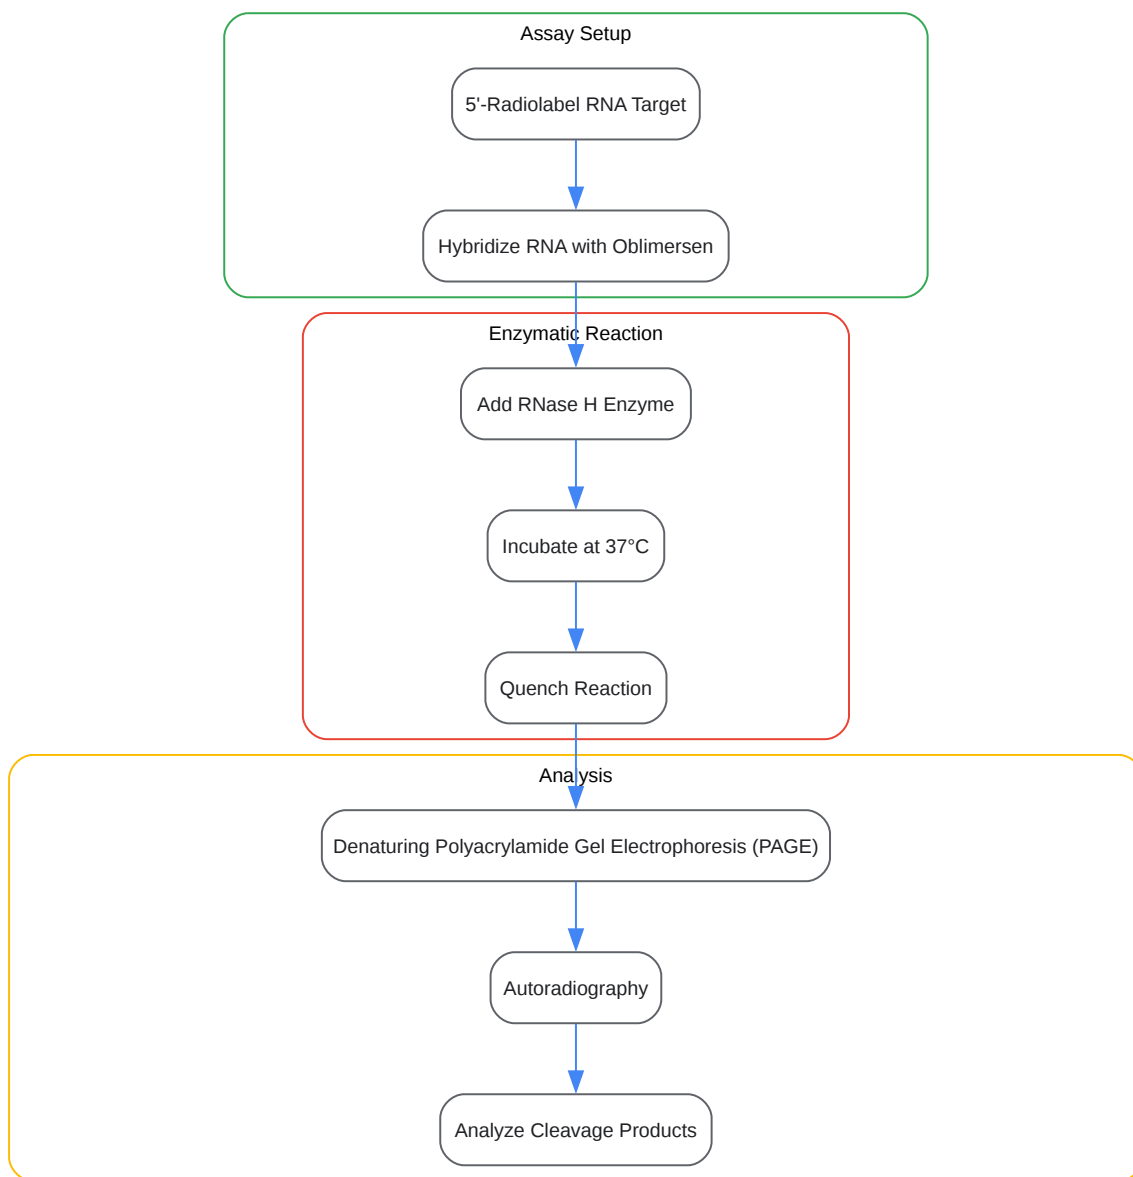 Assay Setup
5'-Radiolabel RNA Target
Hybridize RNA with Oblimersen
Enzymatic Reaction
Add RNase H Enzyme
Incubate at 37°C
Quench Reaction
Analysis
Denaturing Polyacrylamide Gel Electrophoresis (PAGE)
Autoradiography
Analyze Cleavage Products